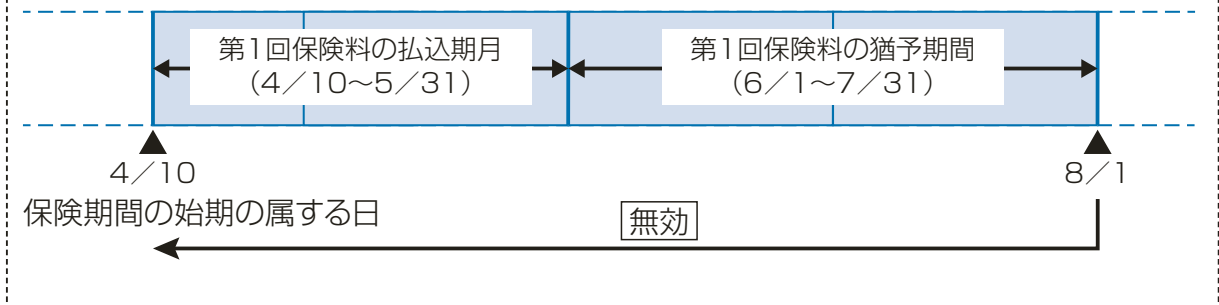 第1回保険料の払込期月
（4／10～5／31）
第1回保険料の猶予期間
（6／1～7／31）
4／10
8／1
保険期間の始期の属する日
無効